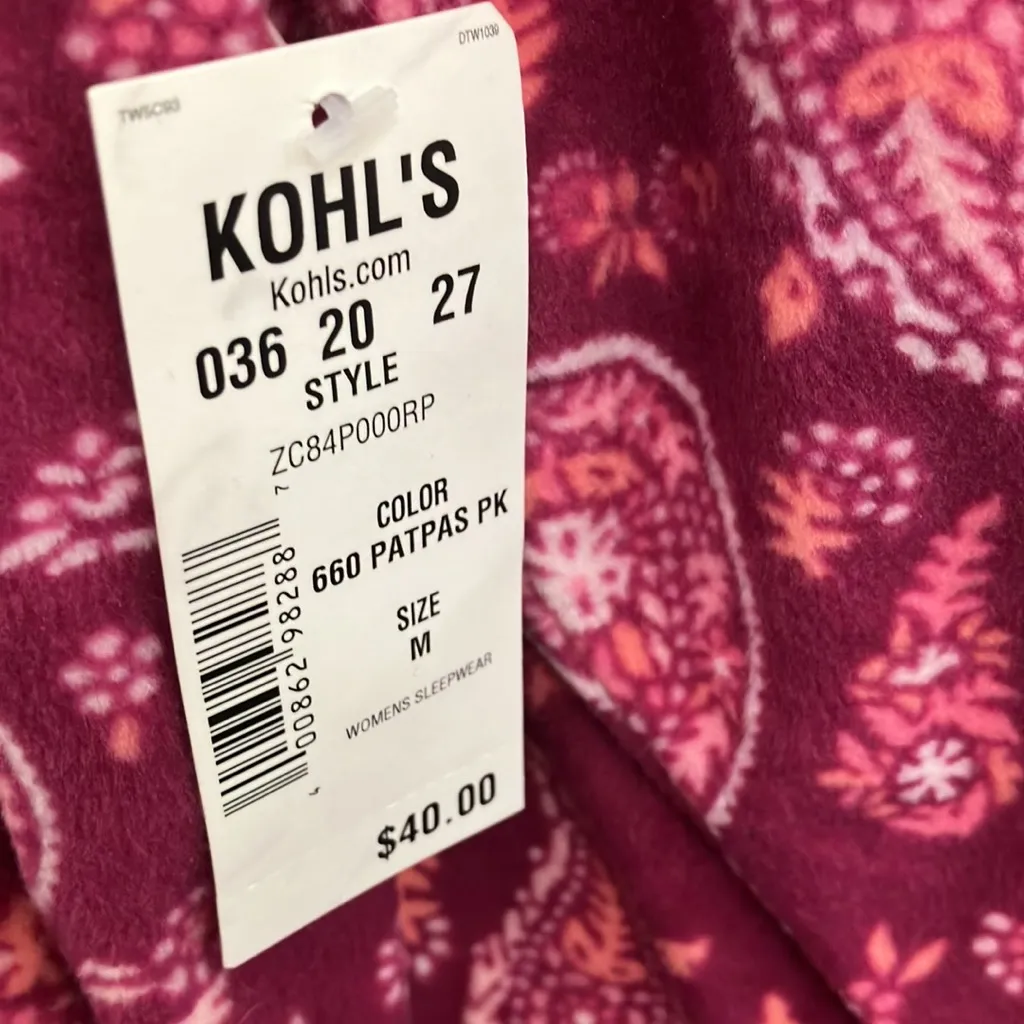 TW5C93
DTW1039
KOHL'S
Kohls.com
036 20 27
STYLE
ZC84P000RP
COLOR
660 PATPAS PK
SIZE
M
WOMENS SLEEPWEAR
4 00862 98288 7
$40.00